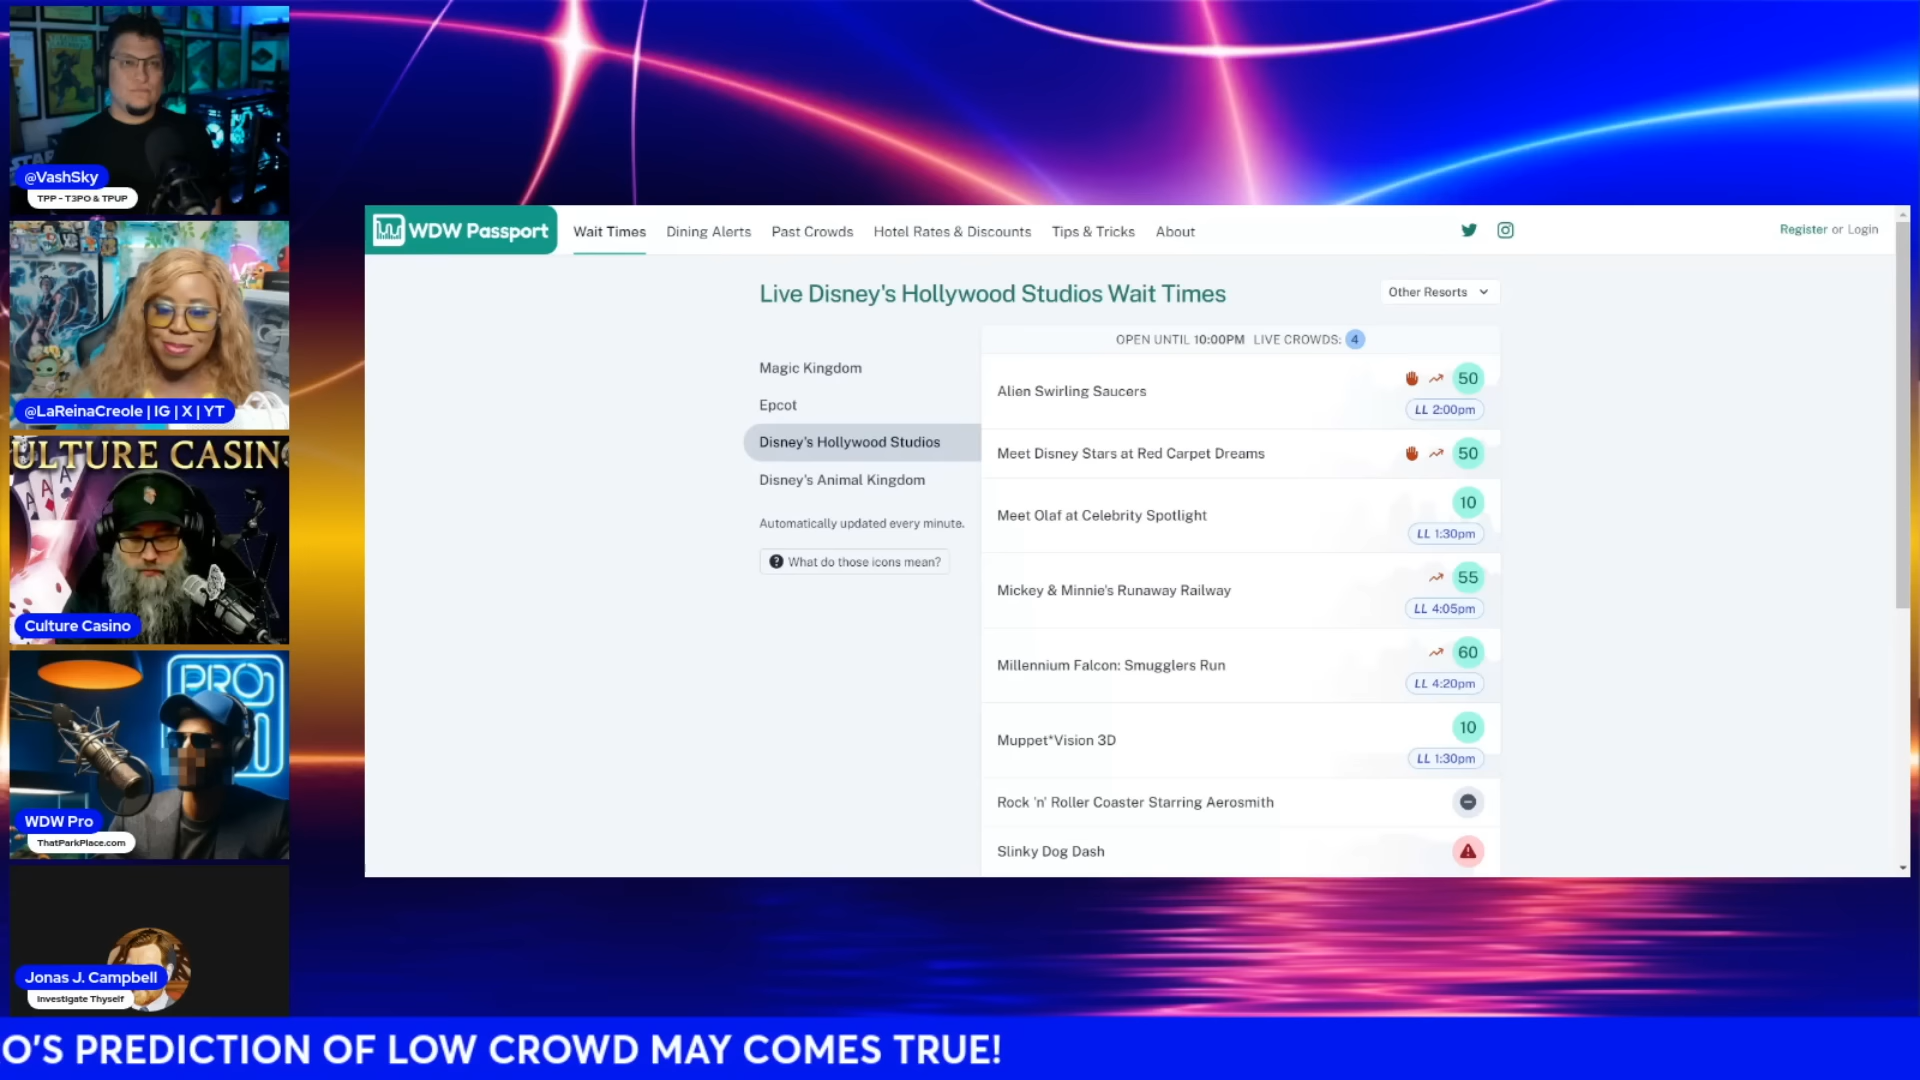 @VashSky
TPP - T3PO & TPUP
@LaReinaCreole | IG | X | YT
ULTURE CASIN
Culture Casino
PRO
WDW Pro
ThatParkPlace.com
Jonas J. Campbell
Investigate Thyself
WDW Passport
Wait Times
Dining Alerts
Past Crowds
Hotel Rates & Discounts
Tips & Tricks
About
Register or Login
Live Disney's Hollywood Studios Wait Times
Other Resorts
Magic Kingdom
Epcot
Disney's Hollywood Studios
Disney's Animal Kingdom
Automatically updated every minute.
? What do those icons mean?
OPEN UNTIL 10:00PM LIVE CROWDS: 4
Alien Swirling Saucers
50
LL 2:00pm
Meet Disney Stars at Red Carpet Dreams
50
Meet Olaf at Celebrity Spotlight
10
LL 1:30pm
Mickey & Minnie's Runaway Railway
55
LL 4:05pm
Millennium Falcon: Smugglers Run
60
LL 4:20pm
Muppet*Vision 3D
10
LL 1:30pm
Rock 'n' Roller Coaster Starring Aerosmith
Slinky Dog Dash
O'S PREDICTION OF LOW CROWD MAY COMES TRUE!